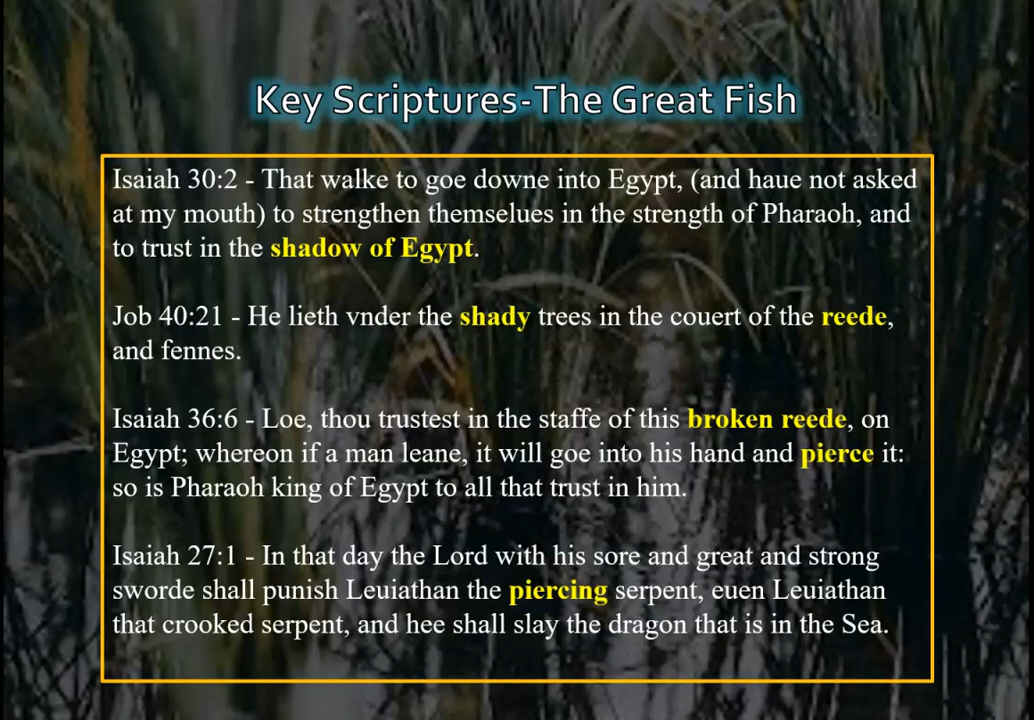 Key Scriptures-The Great Fish
Isaiah 30:2 - That walke to goe downe into Egypt, (and haue not asked
at my mouth) to strengthen themselues in the strength of Pharaoh, and
to trust in the shadow of Egypt.
Job 40:21 - He lieth vnder the shady trees in the couert of the reede,
and fennes.
Isaiah 36:6 - Loe, thou trustest in the staffe of this broken reede, on
Egypt; whereon if a man leane, it will goe into his hand and pierce it:
so is Pharaoh king of Egypt to all that trust in him.
Isaiah 27:1 - In that day the Lord with his sore and great and strong
sworde shall punish Leuiathan the piercing serpent, euen Leuiathan
that crooked serpent, and hee shall slay the dragon that is in the Sea.